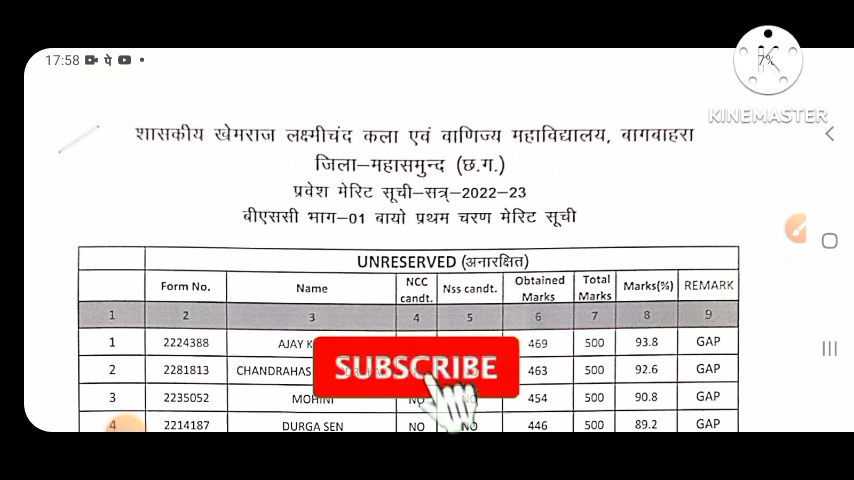 17:58
7%
KINEMASTER
शासकीय खेमराज लक्ष्मीचंद कला एवं वाणिज्य महाविद्यालय, बागबाहरा
जिला–महासमुन्द (छ.ग.)
प्रवेश मेरिट सूची–सत्र–2022–23
बीएससी भाग–01 बायो प्रथम चरण मेरिट सूची
UNRESERVED (अनारक्षित)
Form No. Name NCC candt. Nss candt. Obtained Marks Total Marks Marks(%) REMARK
1 2 3 4 5 6 7 8 9
1 2224388 AJAY 469 500 93.8 GAP
2 2281813 CHANDRAHAS 463 500 92.6 GAP
3 2235052 MOHINI NO NO 454 500 90.8 GAP
4 2214187 DURGA SEN NO NO 446 500 89.2 GAP
SUBSCRIBE